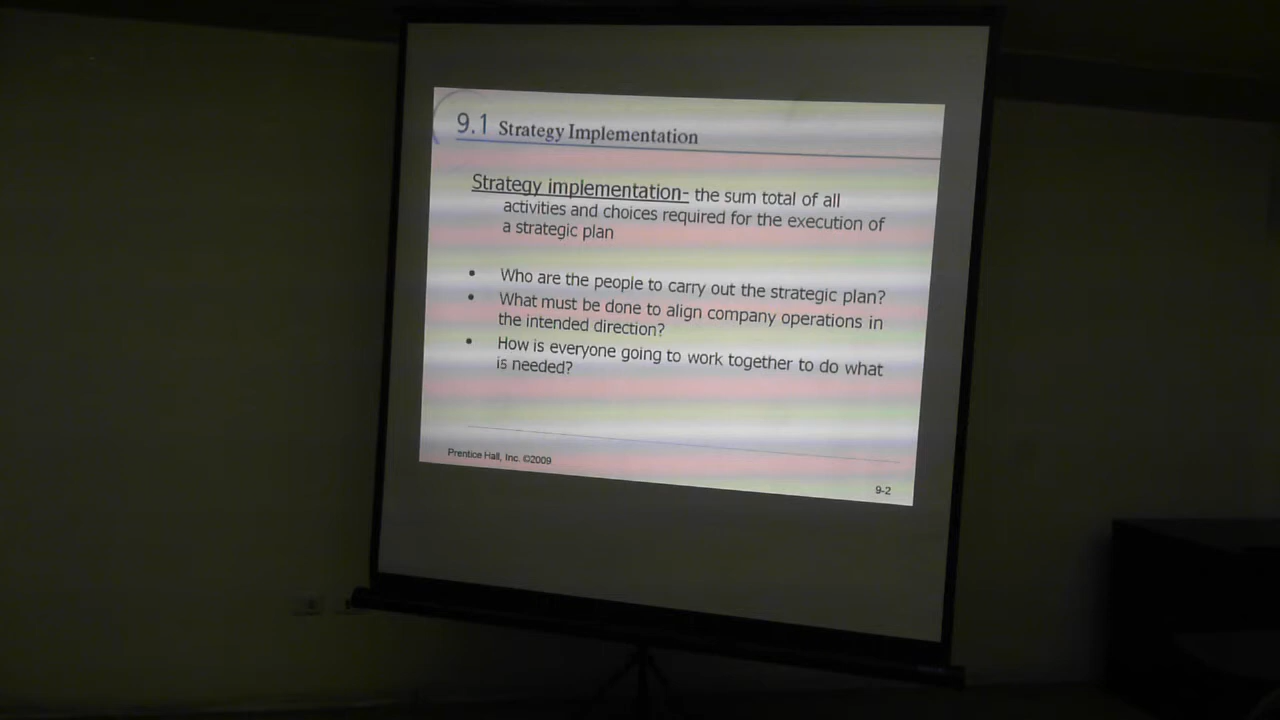 9.1 Strategy Implementation
Strategy implementation- the sum total of all
activities and choices required for the execution of
a strategic plan
• Who are the people to carry out the strategic plan?
• What must be done to align company operations in
the intended direction?
• How is everyone going to work together to do what
is needed?
Prentice Hall, Inc. ©2009
9-2